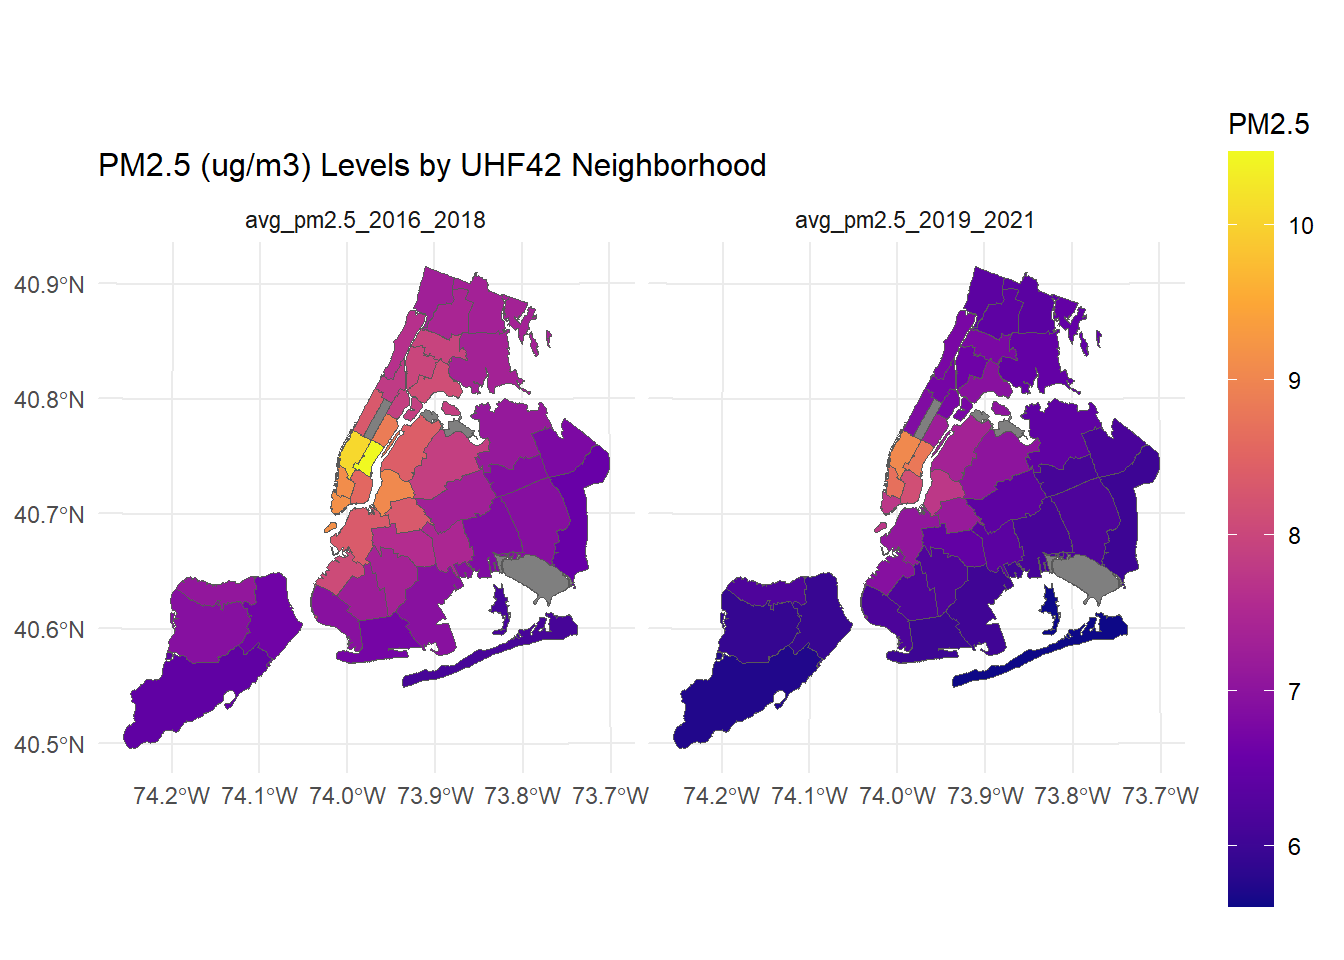 PM2.5 (ug/m3) Levels by UHF42 Neighborhood
avg_pm2.5_2016_2018
avg_pm2.5_2019_2021
40.9°N
40.8°N
40.7°N
40.6°N
40.5°N
74.2°W 74.1°W 74.0°W 73.9°W 73.8°W 73.7°W
74.2°W 74.1°W 74.0°W 73.9°W 73.8°W 73.7°W
PM2.5
10
9
8
7
6